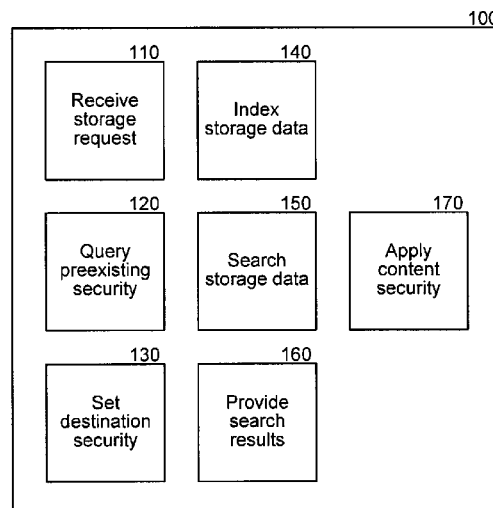 100
110
Receive
storage
request
140
Index
storage data
120
Query
preexisting
security
150
Search
storage data
170
Apply
content
security
130
Set
destination
security
160
Provide
search
results